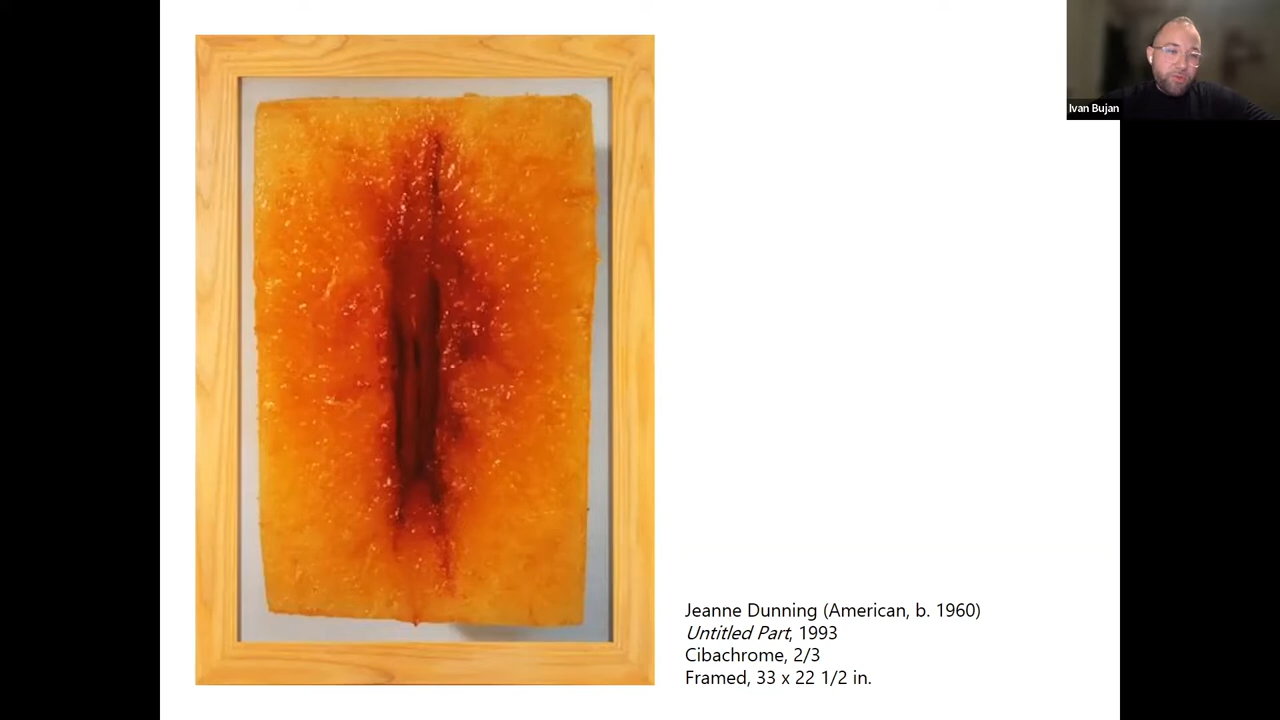 Ivan Bujan
Jeanne Dunning (American, b. 1960)
Untitled Part, 1993
Cibachrome, 2/3
Framed, 33 x 22 1/2 in.